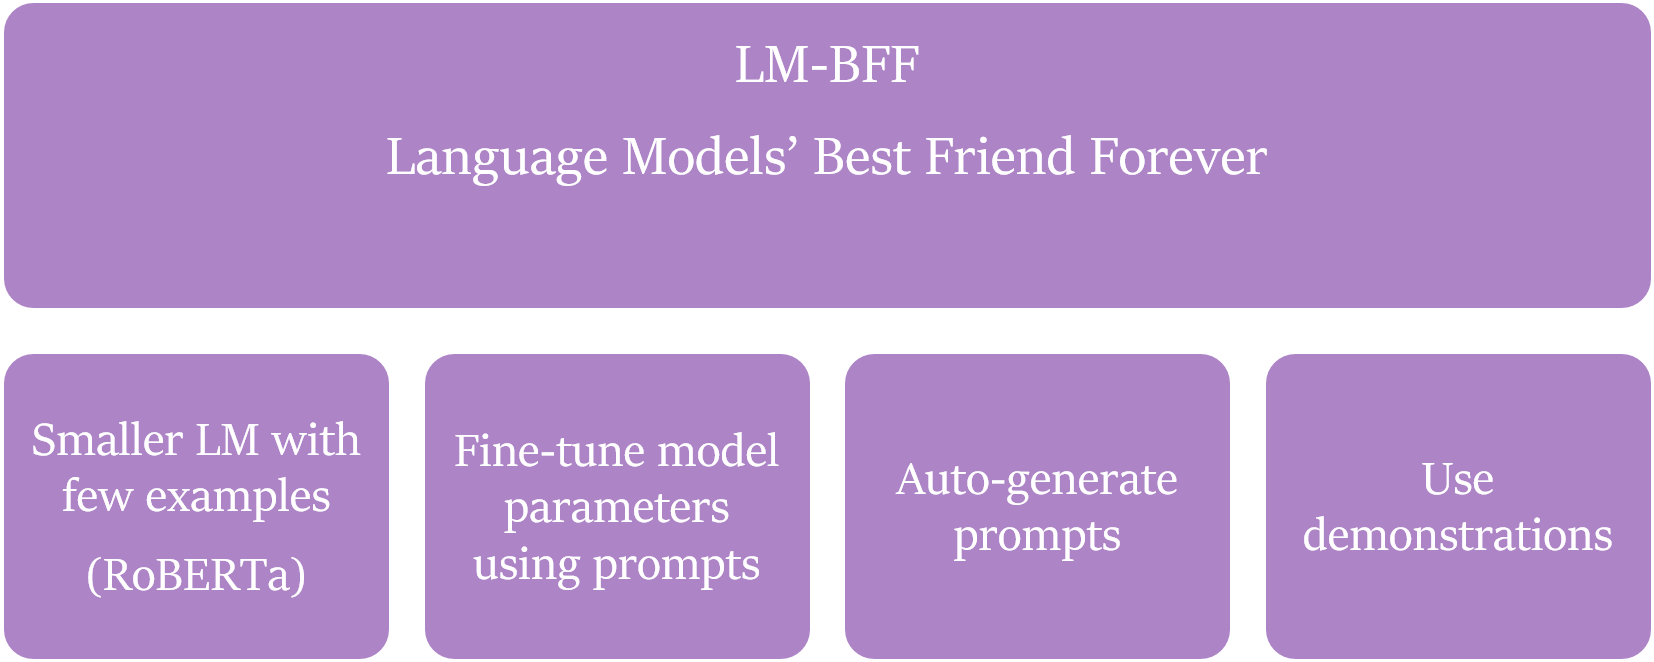 LM-BFF
Language Models’ Best Friend Forever
Smaller LM with
few examples
(RoBERTa)
Fine-tune model
parameters
using prompts
Auto-generate
prompts
Use
demonstrations